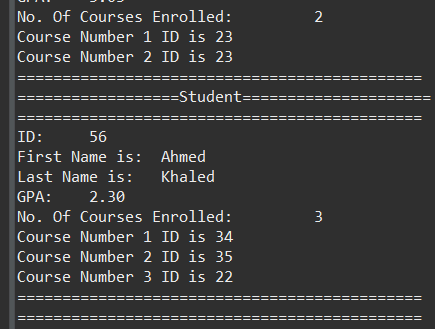 No. Of Courses Enrolled:         2
Course Number 1 ID is 23
Course Number 2 ID is 23
=============================================
==================Student=====================
=============================================
ID:     56
First Name is:  Ahmed
Last Name is:   Khaled
GPA:    2.30
No. Of Courses Enrolled:         3
Course Number 1 ID is 34
Course Number 2 ID is 35
Course Number 3 ID is 22
=============================================
=============================================